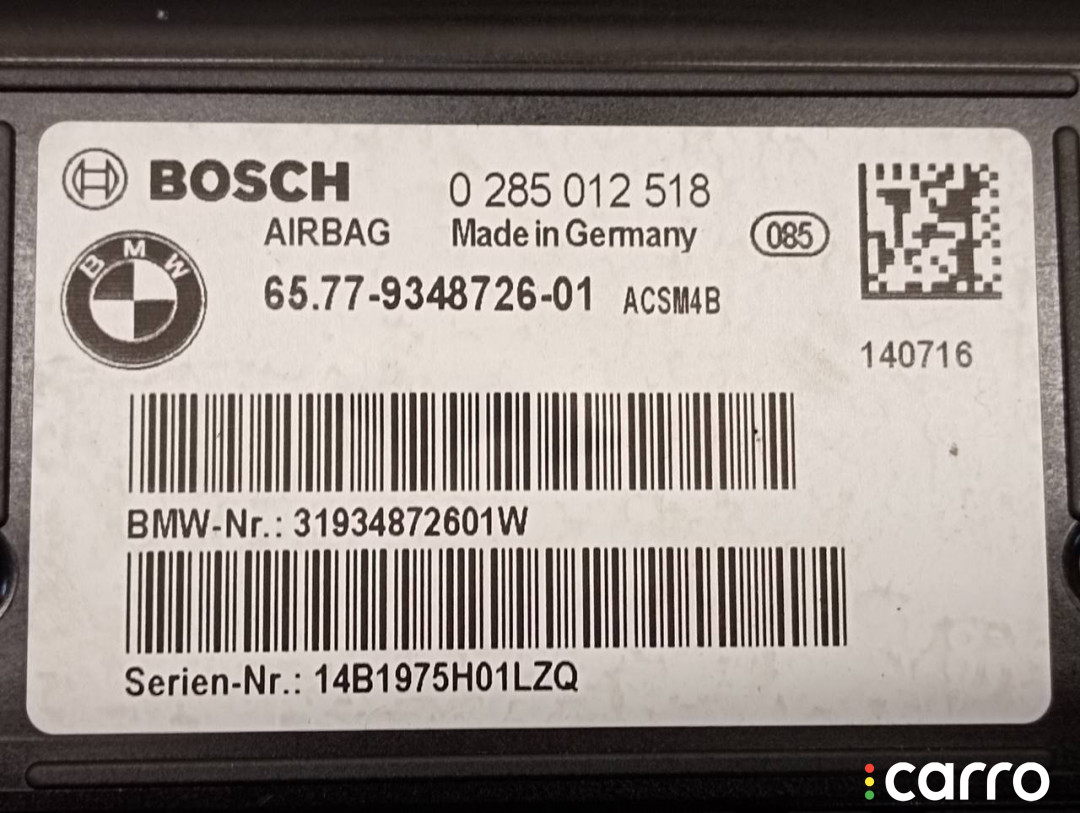 BOSCH 0 285 012 518
AIRBAG Made in Germany 085
BMW
65.77-9348726-01 ACSM4B
140716
BMW-Nr.: 31934872601W
Serien-Nr.: 14B1975H01LZQ
carro